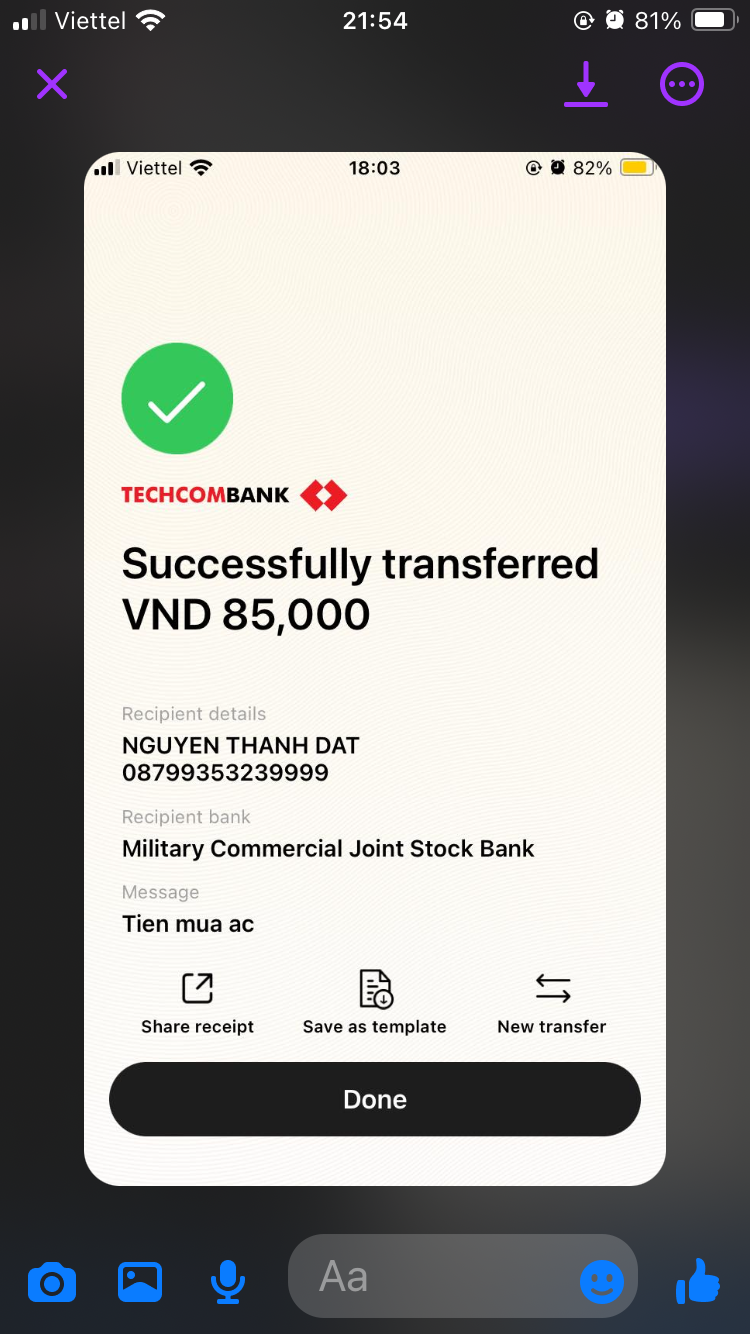 Viettel 21:54 81%
Viettel 18:03 82%
TECHCOMBANK
Successfully transferred
VND 85,000
Recipient details
NGUYEN THANH DAT
08799353239999
Recipient bank
Military Commercial Joint Stock Bank
Message
Tien mua ac
Share receipt Save as template New transfer
Done
Aa